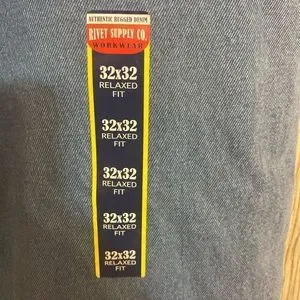 AUTHENTIC RUGGED DENIM
RIVET SUPPLY CO.
WORKWEAR
32x32
RELAXED
FIT
32x32
RELAXED
FIT
32x32
RELAXED
FIT
32x32
RELAXED
FIT
32x32
RELAXED
FIT